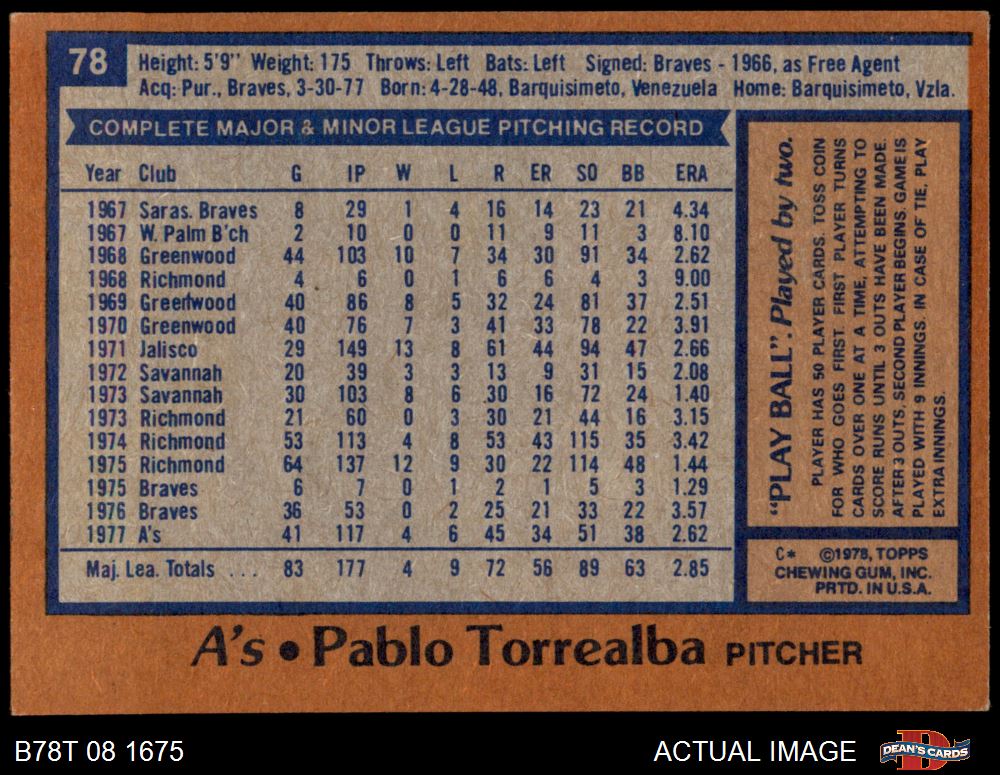 78
Height: 5'9" Weight: 175 Throws: Left Bats: Left Signed: Braves - 1966, as Free Agent
Acq: Pur., Braves, 3-30-77 Born: 4-28-48, Barquisimeto, Venezuela Home: Barquisimeto, Vzla.
COMPLETE MAJOR & MINOR LEAGUE PITCHING RECORD
Year Club G IP W L R ER SO BB ERA
1967 Saras. Braves 8 29 1 4 16 14 23 21 4.34
1967 W. Palm B'ch 2 10 0 0 11 9 11 3 8.10
1968 Greenwood 44 103 10 7 34 30 91 34 2.62
1968 Richmond 4 6 0 1 6 6 4 3 9.00
1969 Greenwood 40 86 8 5 32 24 81 37 2.51
1970 Greenwood 40 76 7 3 41 33 78 22 3.91
1971 Jalisco 29 149 13 8 61 44 94 47 2.66
1972 Savannah 20 39 3 3 13 9 31 15 2.08
1973 Savannah 30 103 8 6 30 16 72 24 1.40
1973 Richmond 21 60 0 3 30 21 44 16 3.15
1974 Richmond 53 113 4 8 53 43 115 35 3.42
1975 Richmond 64 137 12 9 30 22 114 48 1.44
1975 Braves 6 7 0 1 2 1 5 3 1.29
1976 Braves 36 53 0 2 25 21 33 22 3.57
1977 A's 41 117 4 6 45 34 51 38 2.62
Maj. Lea. Totals ... 83 177 4 9 72 56 89 63 2.85
"PLAY BALL". Played by two.
PLAYER HAS 50 PLAYER CARDS. TOSS COIN
FOR WHO GOES FIRST. FIRST PLAYER TURNS
CARDS OVER ONE AT A TIME, ATTEMPTING TO
SCORE RUNS UNTIL 3 OUTS HAVE BEEN MADE.
AFTER 3 OUTS, SECOND PLAYER BEGINS. GAME IS
PLAYED WITH 9 INNINGS. IN CASE OF TIE, PLAY
EXTRA INNINGS.
C* ©1978, TOPPS
CHEWING GUM, INC.
PRTD. IN U.S.A.
A's • Pablo Torrealba PITCHER
B78T 08 1675
ACTUAL IMAGE
D
DEAN'S CARDS